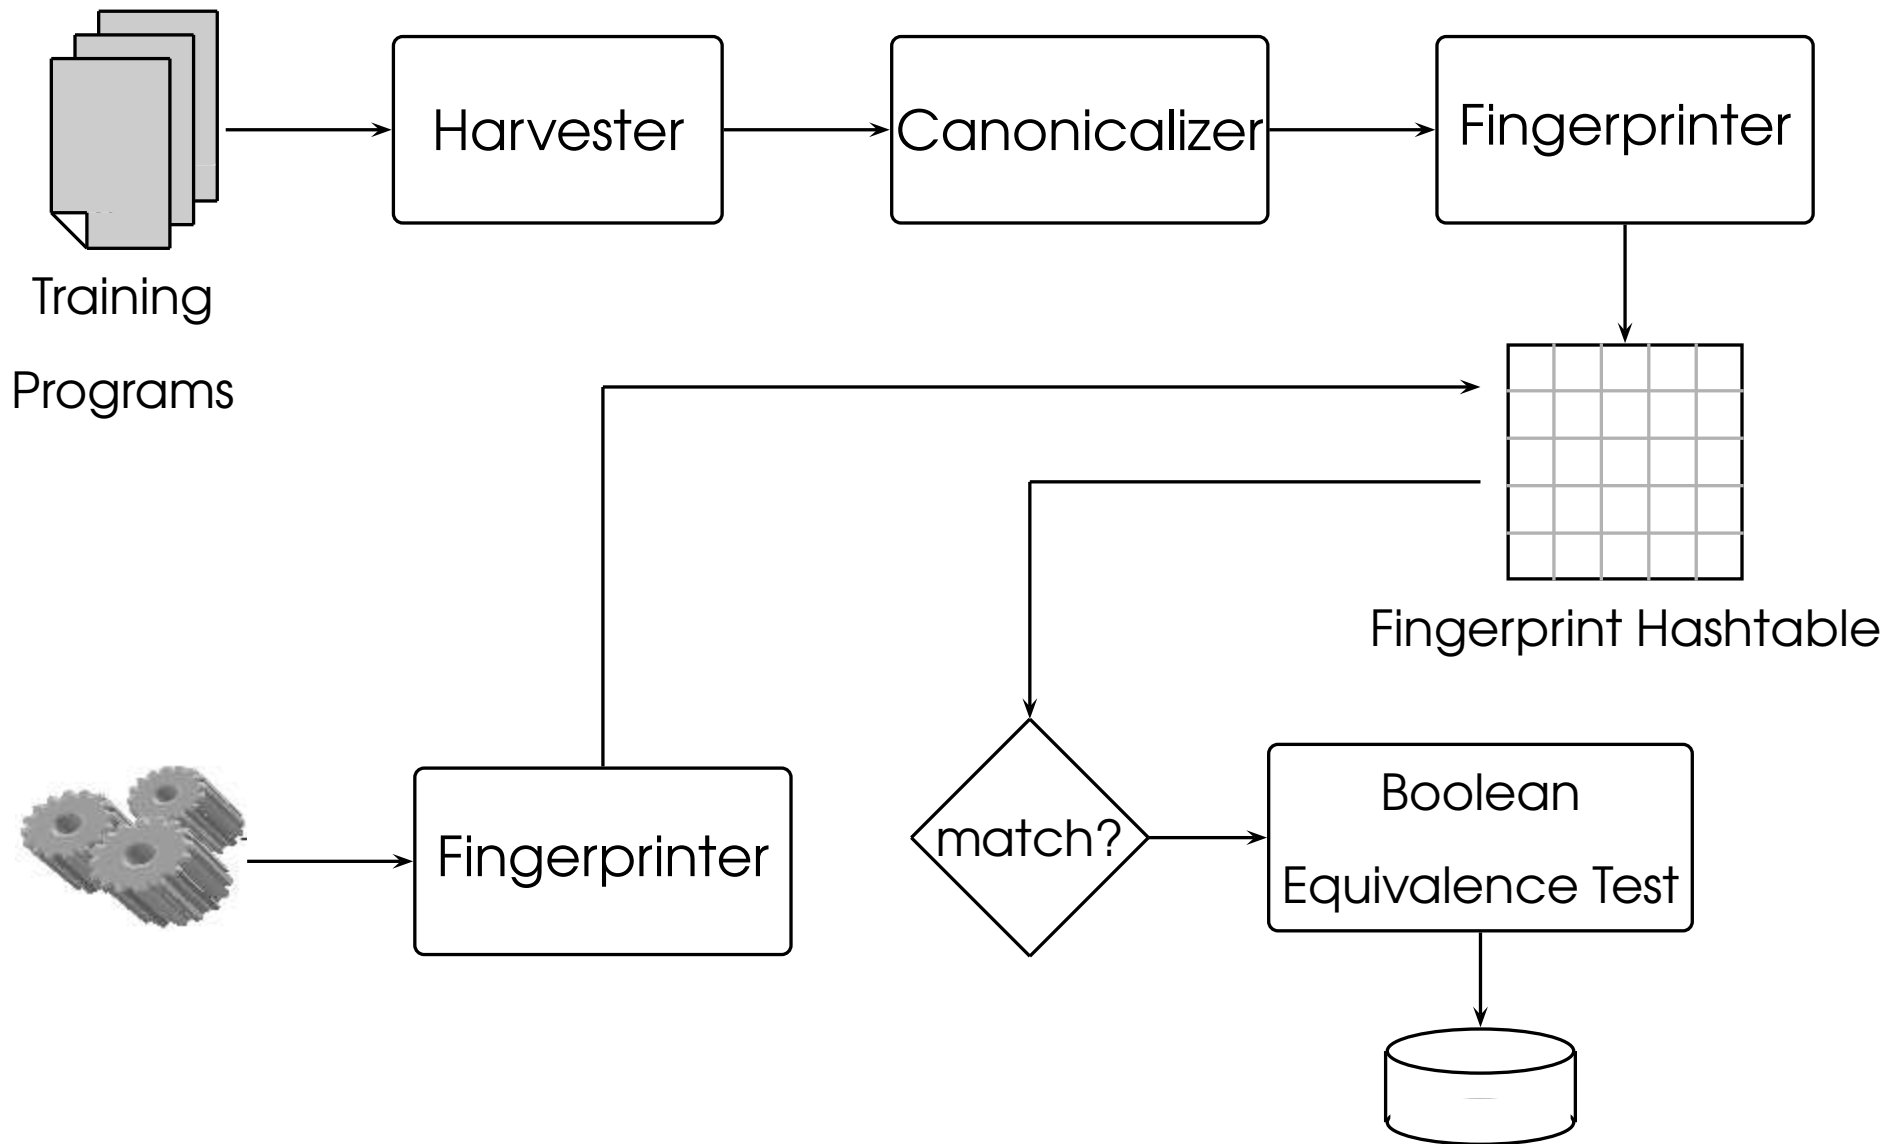 Harvester
Canonicalizer
Fingerprinter
Training
Programs
Fingerprint Hashtable
Fingerprinter
match?
Boolean
Equivalence Test